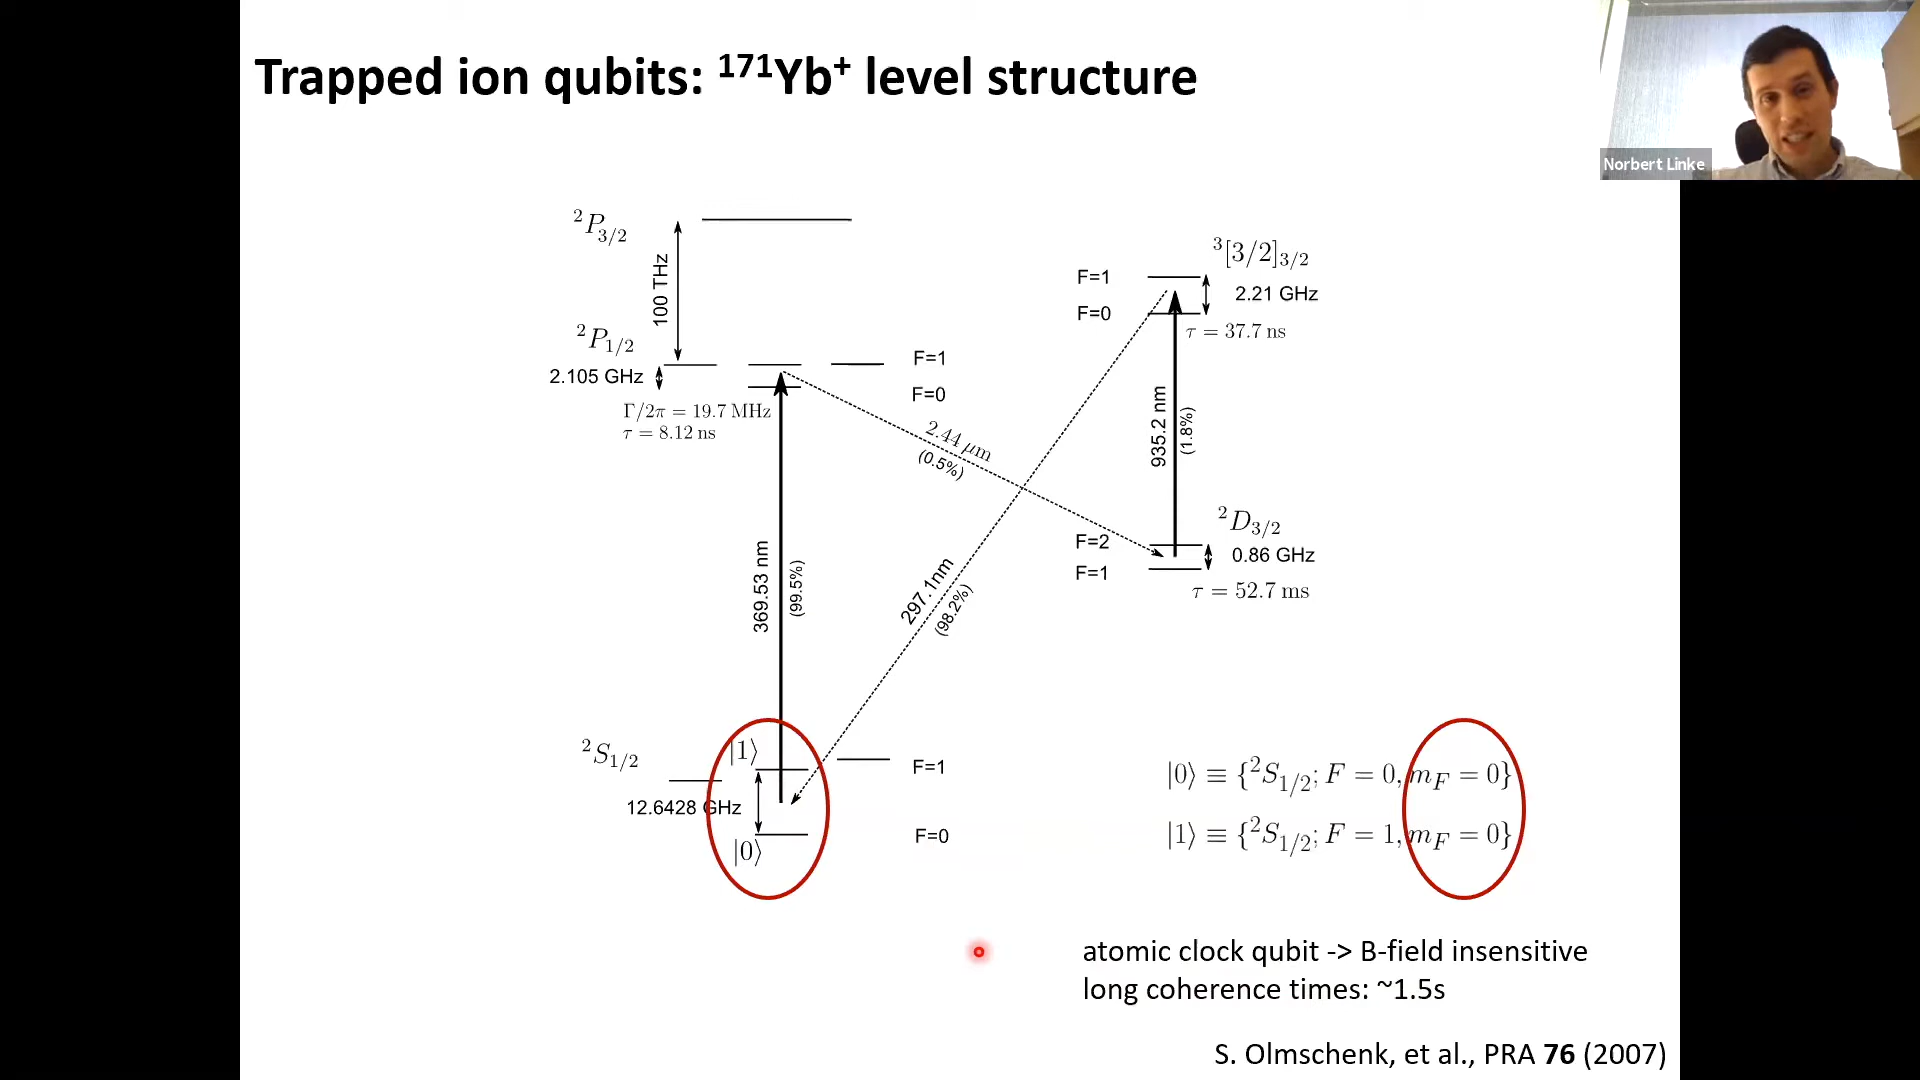 Trapped ion qubits: ¹⁷¹Yb⁺ level structure
Norbert Linke
²P₃/₂
100 THz
²P₁/₂
2.105 GHz
Γ/2π = 19.7 MHz
τ = 8.12 ns
F=1
F=0
2.44 μm
(0.5%)
369.53 nm
(99.5%)
297.1nm
(98.2%)
³[3/2]₃/₂
F=1
2.21 GHz
F=0
τ = 37.7 ns
935.2 nm
(1.8%)
²D₃/₂
F=2
0.86 GHz
F=1
τ = 52.7 ms
²S₁/₂
|1⟩
F=1
12.6428 GHz
F=0
|0⟩
|0⟩ ≡ {²S₁/₂; F = 0, m_F = 0}
|1⟩ ≡ {²S₁/₂; F = 1, m_F = 0}
atomic clock qubit -> B-field insensitive
long coherence times: ~1.5s
S. Olmschenk, et al., PRA 76 (2007)